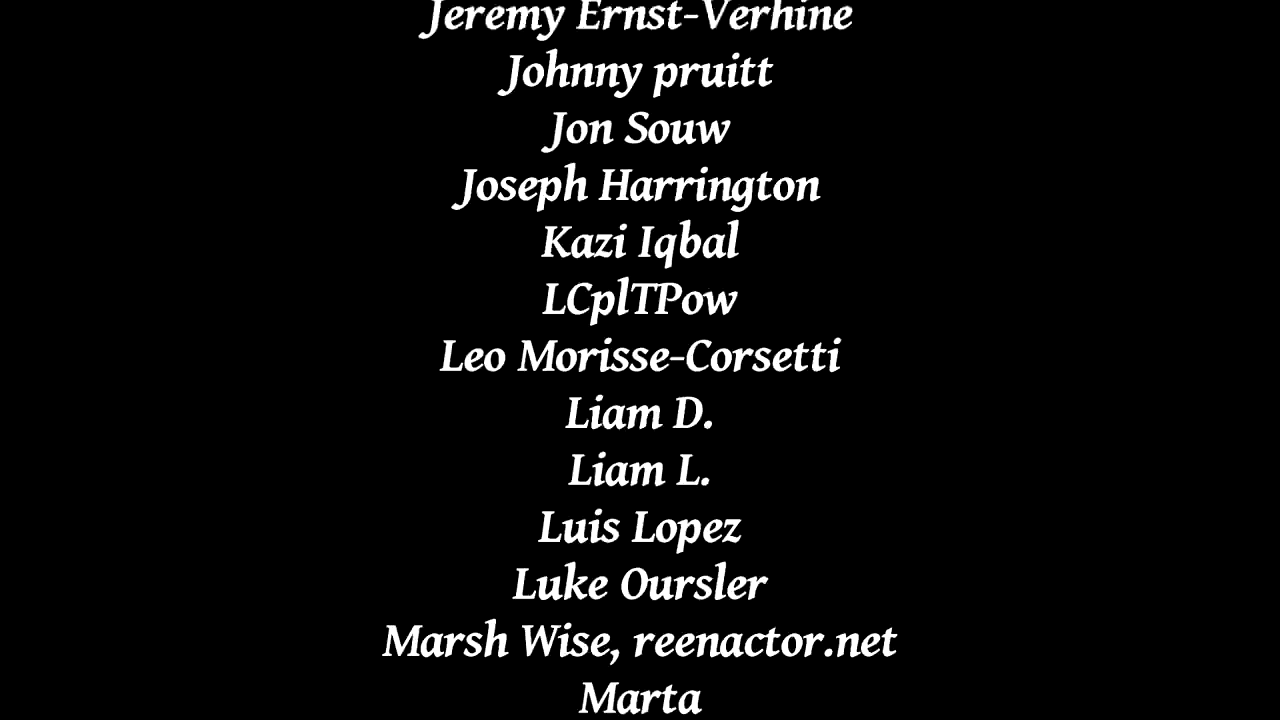 Jeremy Ernst-Verhine
Johnny pruitt
Jon Souw
Joseph Harrington
Kazi Iqbal
LCplTPow
Leo Morisse-Corsetti
Liam D.
Liam L.
Luis Lopez
Luke Oursler
Marsh Wise, reenactor.net
Marta